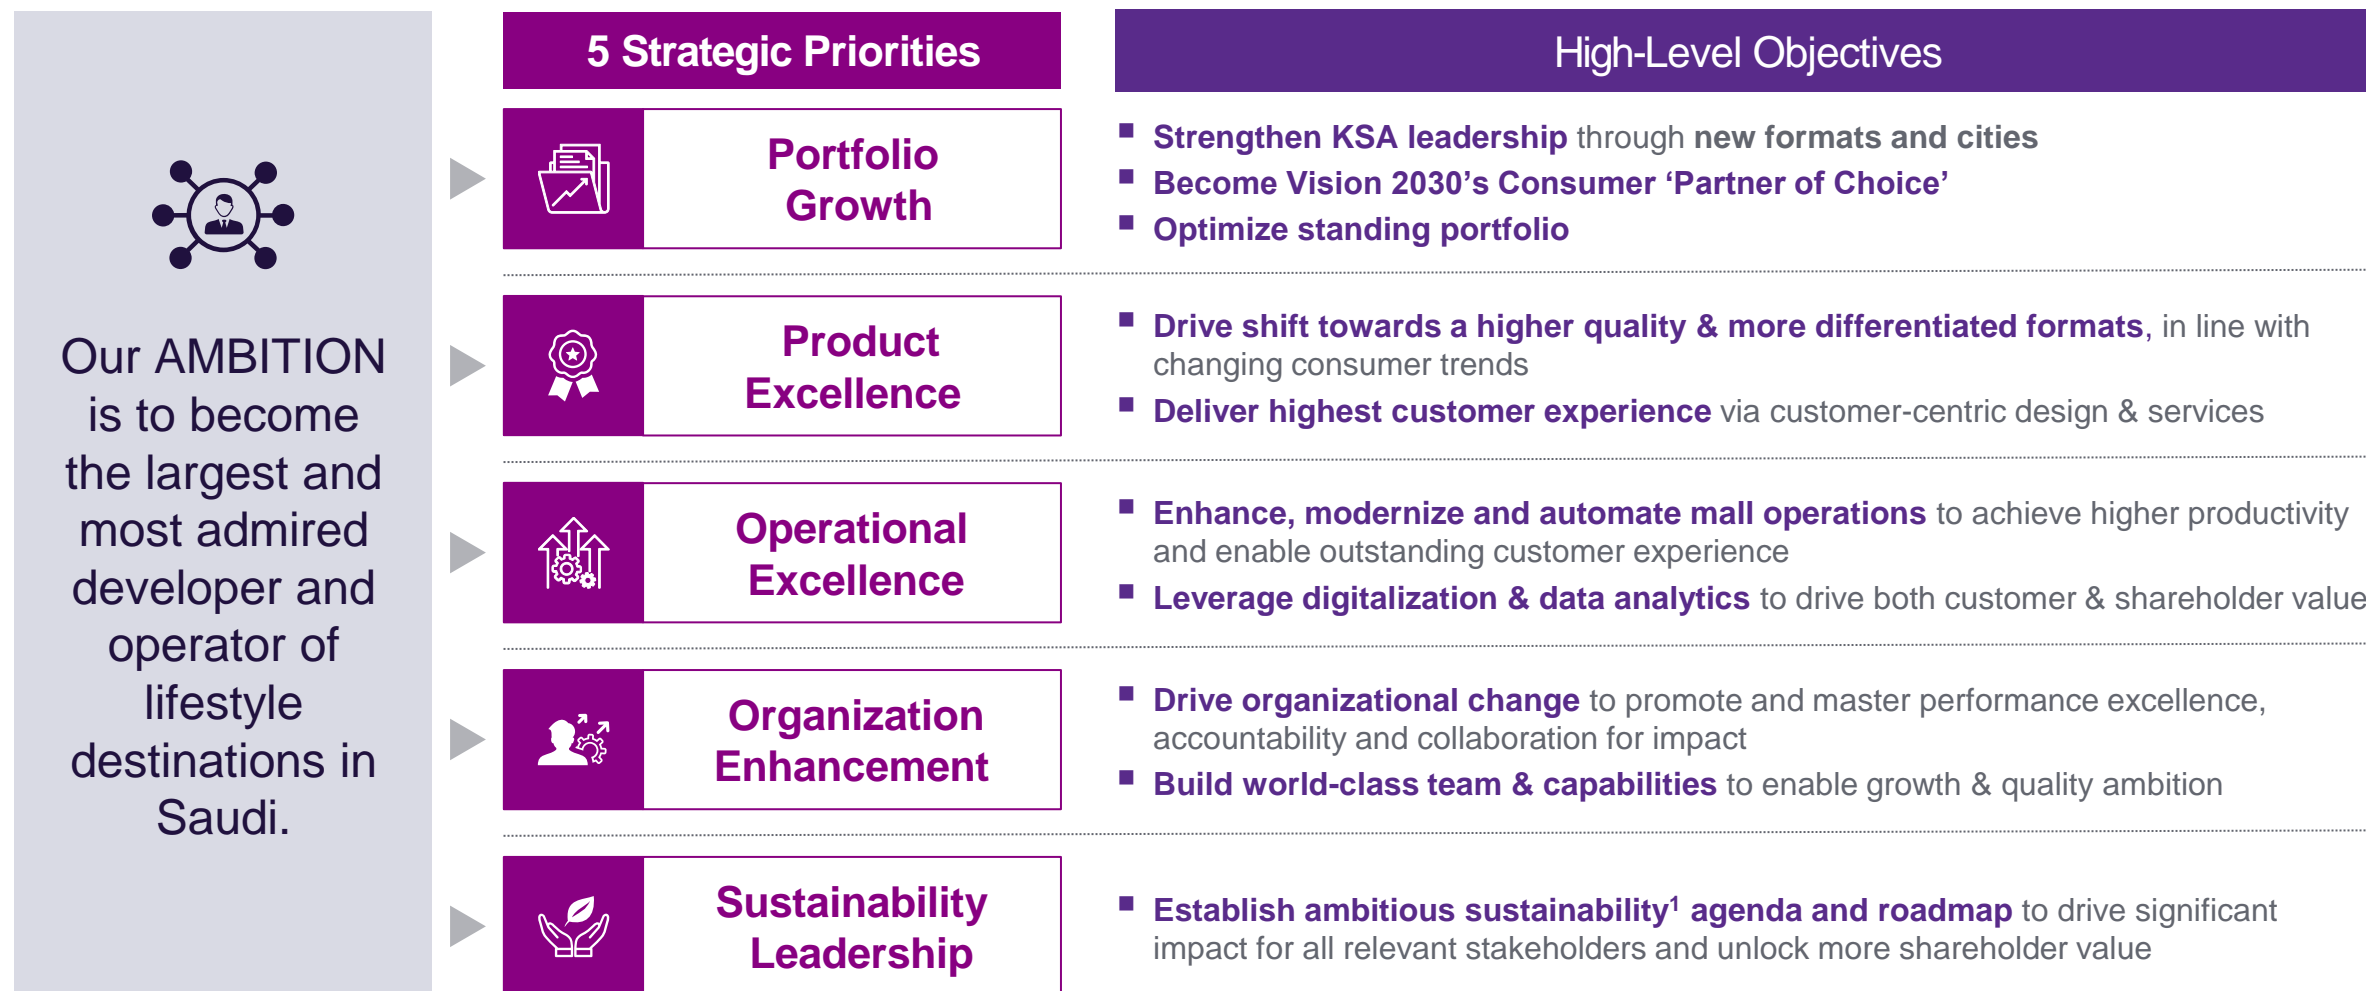 Our AMBITION
is to become
the largest and
most admired
developer and
operator of
lifestyle
destinations in
Saudi.
5 Strategic Priorities
High-Level Objectives
Portfolio
Growth
▪ Strengthen KSA leadership through new formats and cities
▪ Become Vision 2030’s Consumer ‘Partner of Choice’
▪ Optimize standing portfolio
Product
Excellence
▪ Drive shift towards a higher quality & more differentiated formats, in line with
changing consumer trends
▪ Deliver highest customer experience via customer-centric design & services
Operational
Excellence
▪ Enhance, modernize and automate mall operations to achieve higher productivity
and enable outstanding customer experience
▪ Leverage digitalization & data analytics to drive both customer & shareholder value
Organization
Enhancement
▪ Drive organizational change to promote and master performance excellence,
accountability and collaboration for impact
▪ Build world-class team & capabilities to enable growth & quality ambition
Sustainability
Leadership
▪ Establish ambitious sustainability¹ agenda and roadmap to drive significant
impact for all relevant stakeholders and unlock more shareholder value